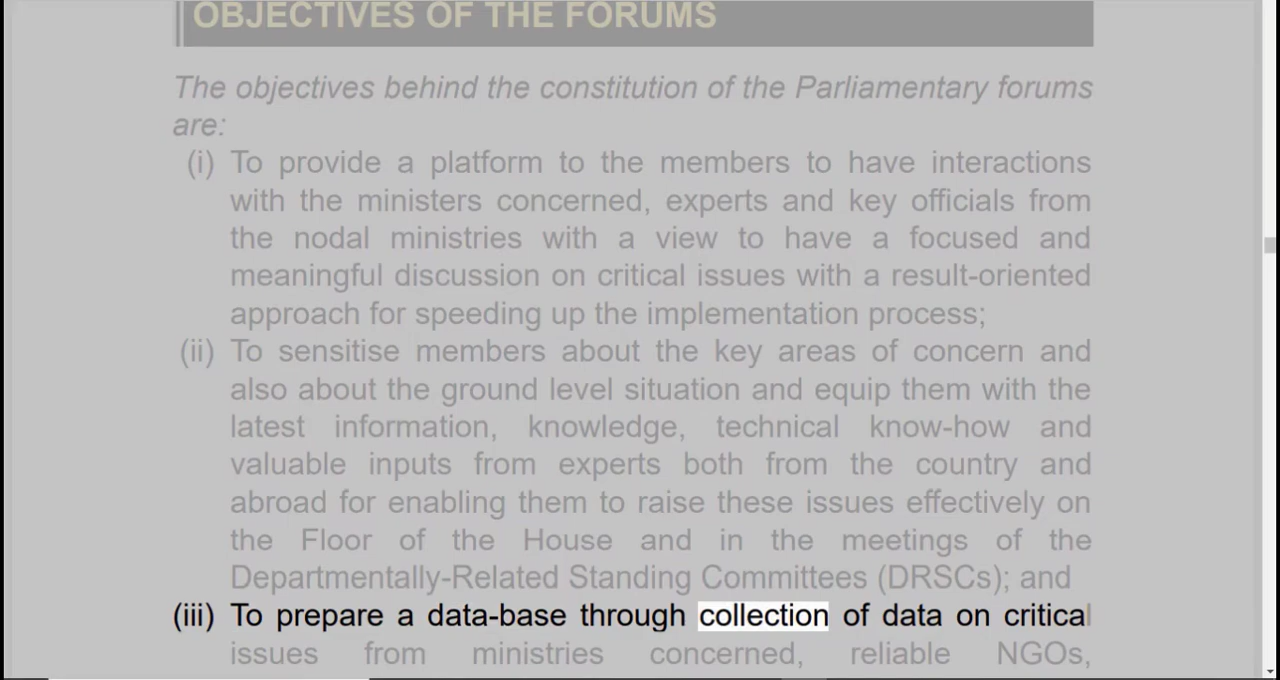 OBJECTIVES OF THE FORUMS
The objectives behind the constitution of the Parliamentary forums
are:
(i) To provide a platform to the members to have interactions
with the ministers concerned, experts and key officials from
the nodal ministries with a view to have a focused and
meaningful discussion on critical issues with a result-oriented
approach for speeding up the implementation process;
(ii) To sensitise members about the key areas of concern and
also about the ground level situation and equip them with the
latest information, knowledge, technical know-how and
valuable inputs from experts both from the country and
abroad for enabling them to raise these issues effectively on
the Floor of the House and in the meetings of the
Departmentally-Related Standing Committees (DRSCs); and
(iii) To prepare a data-base through collection of data on critical
issues from ministries concerned, reliable NGOs,